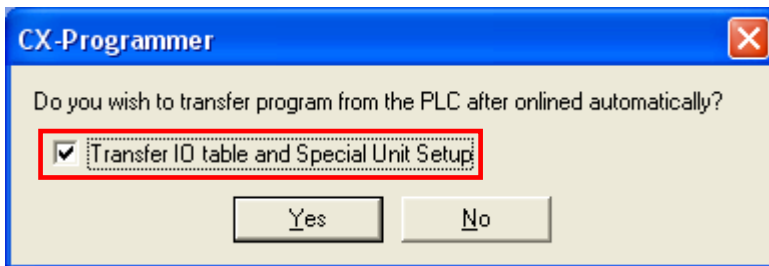 CX-Programmer
Do you wish to transfer program from the PLC after onlined automatically?
Transfer IO table and Special Unit Setup
Yes
No